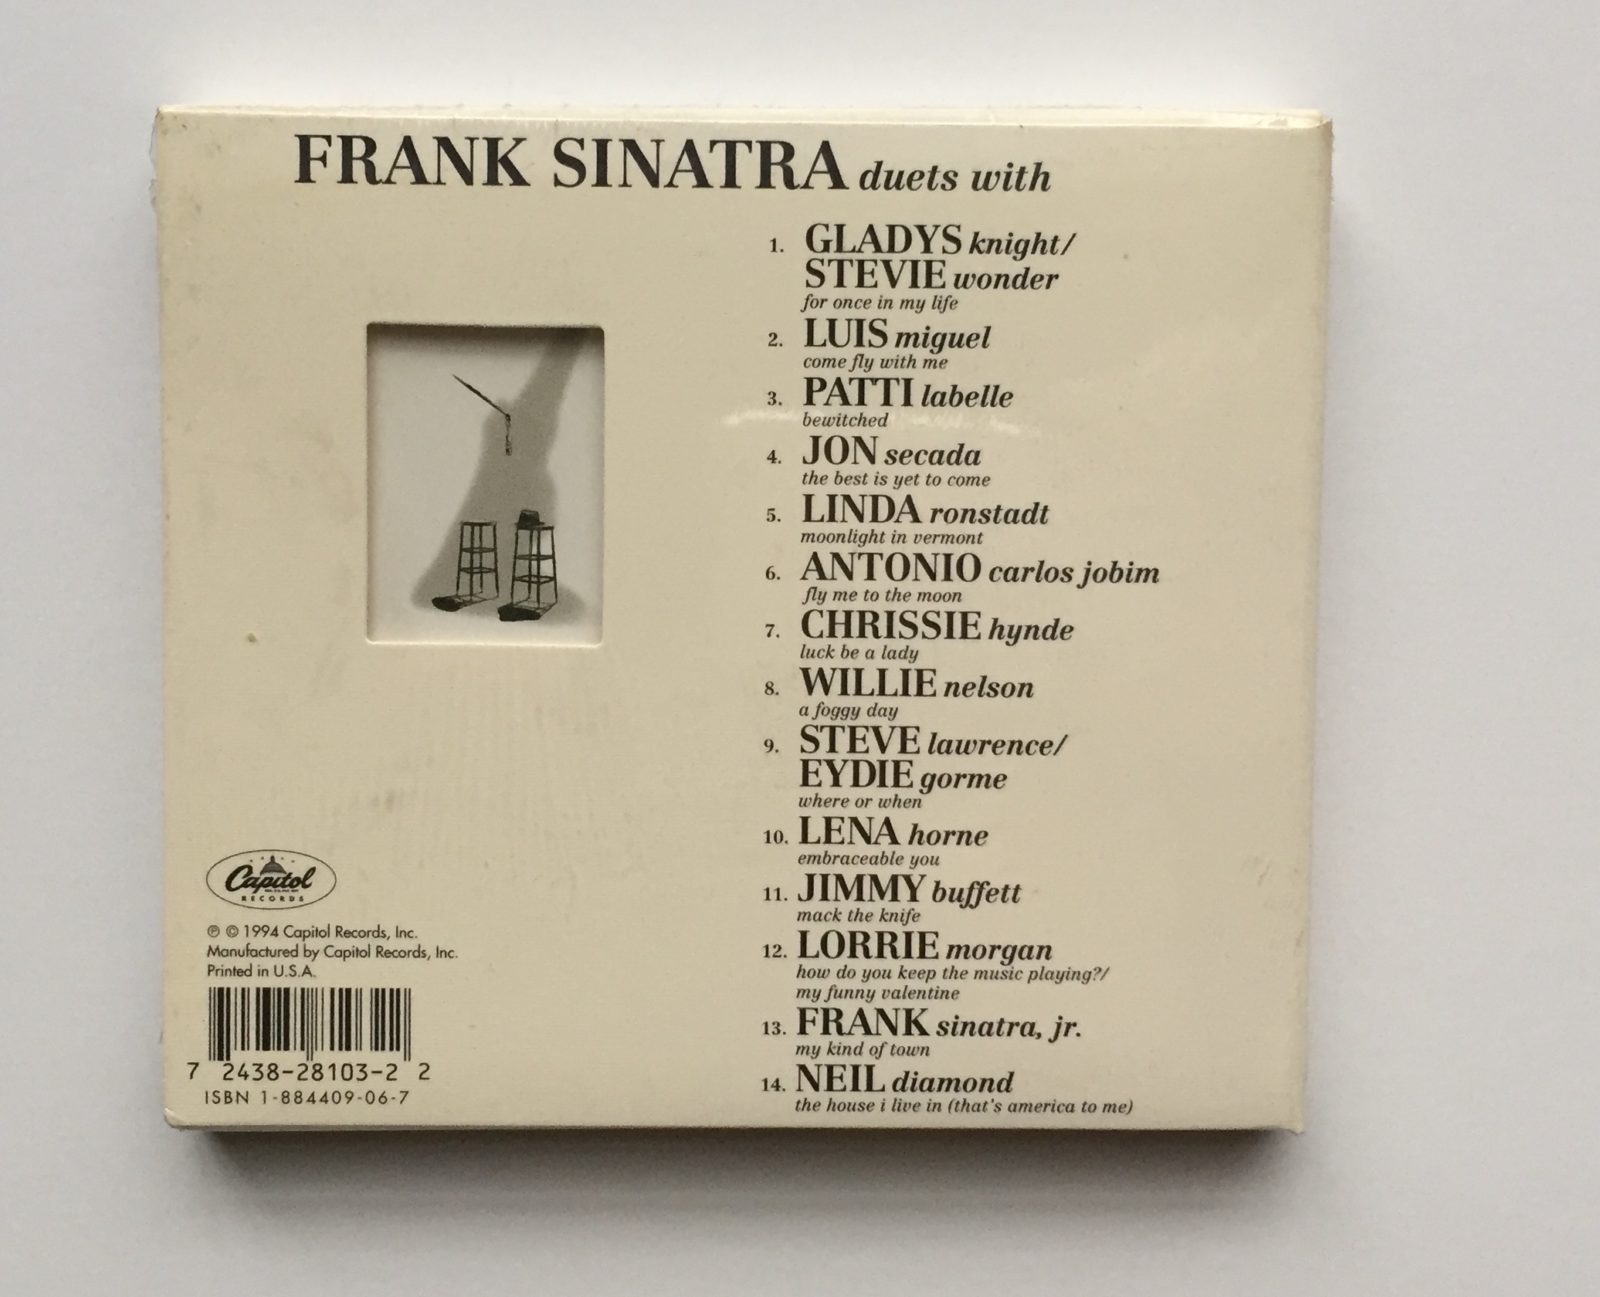 FRANK SINATRA duets with
1. GLADYS knight/
STEVIE wonder
for once in my life
2. LUIS miguel
come fly with me
3. PATTI labelle
bewitched
4. JON secada
the best is yet to come
5. LINDA ronstadt
moonlight in vermont
6. ANTONIO carlos jobim
fly me to the moon
7. CHRISSIE hynde
luck be a lady
8. WILLIE nelson
a foggy day
9. STEVE lawrence/
EYDIE gorme
where or when
10. LENA horne
embraceable you
11. JIMMY buffett
mack the knife
12. LORRIE morgan
how do you keep the music playing?/
my funny valentine
13. FRANK sinatra, jr.
my kind of town
14. NEIL diamond
the house i live in (that's america to me)
Capitol
RECORDS
℗ © 1994 Capitol Records, Inc.
Manufactured by Capitol Records, Inc.
Printed in U.S.A.
7 2438-28103-2 2
ISBN 1-884409-06-7